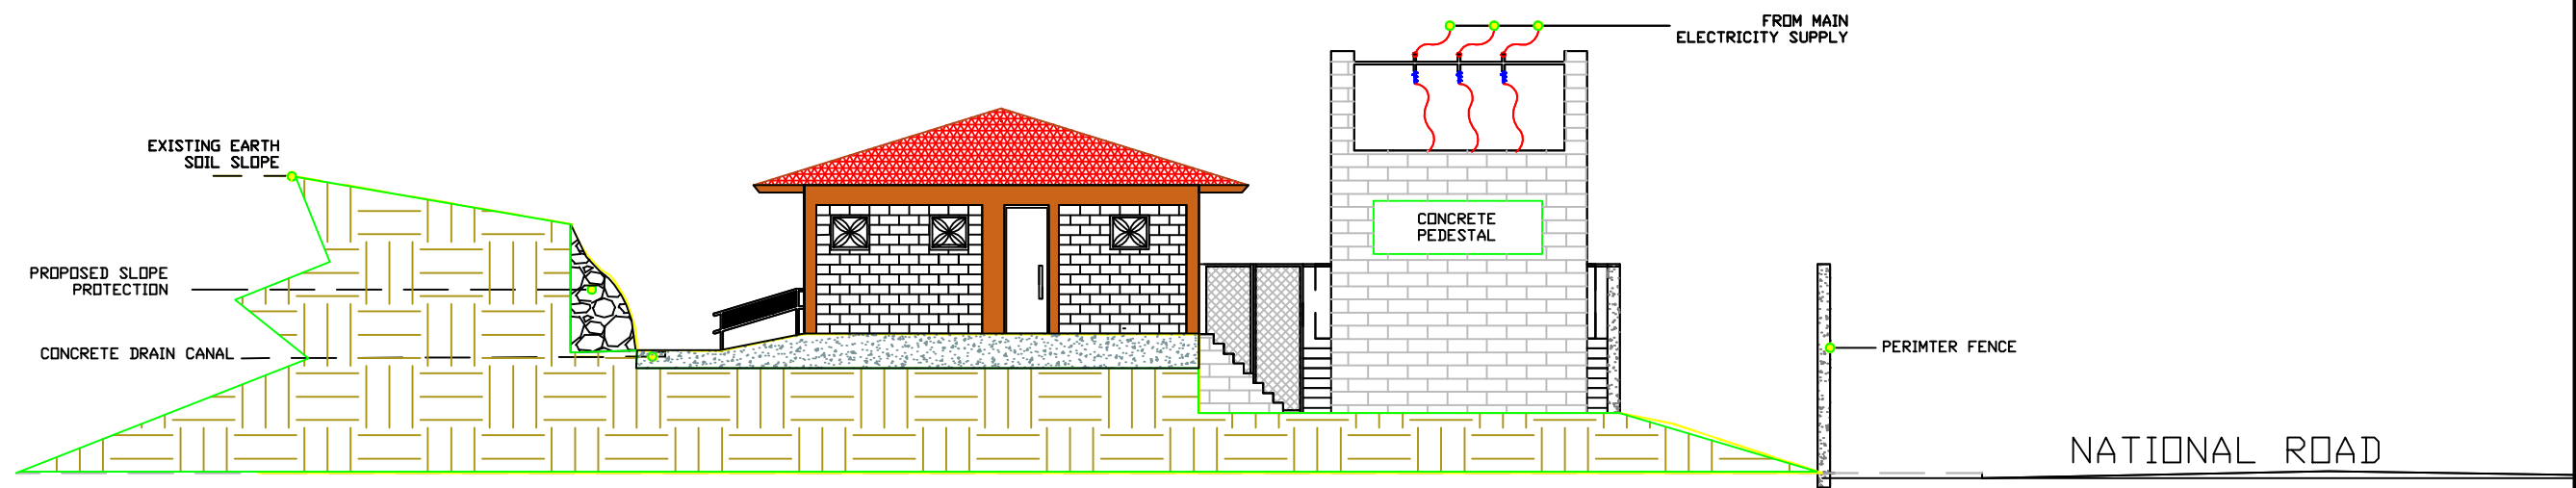 FROM MAIN
ELECTRICITY SUPPLY
EXISTING EARTH
SOIL SLOPE
CONCRETE
PEDESTAL
PROPOSED SLOPE
PROTECTION
CONCRETE DRAIN CANAL
PERIMTER FENCE
NATIONAL ROAD